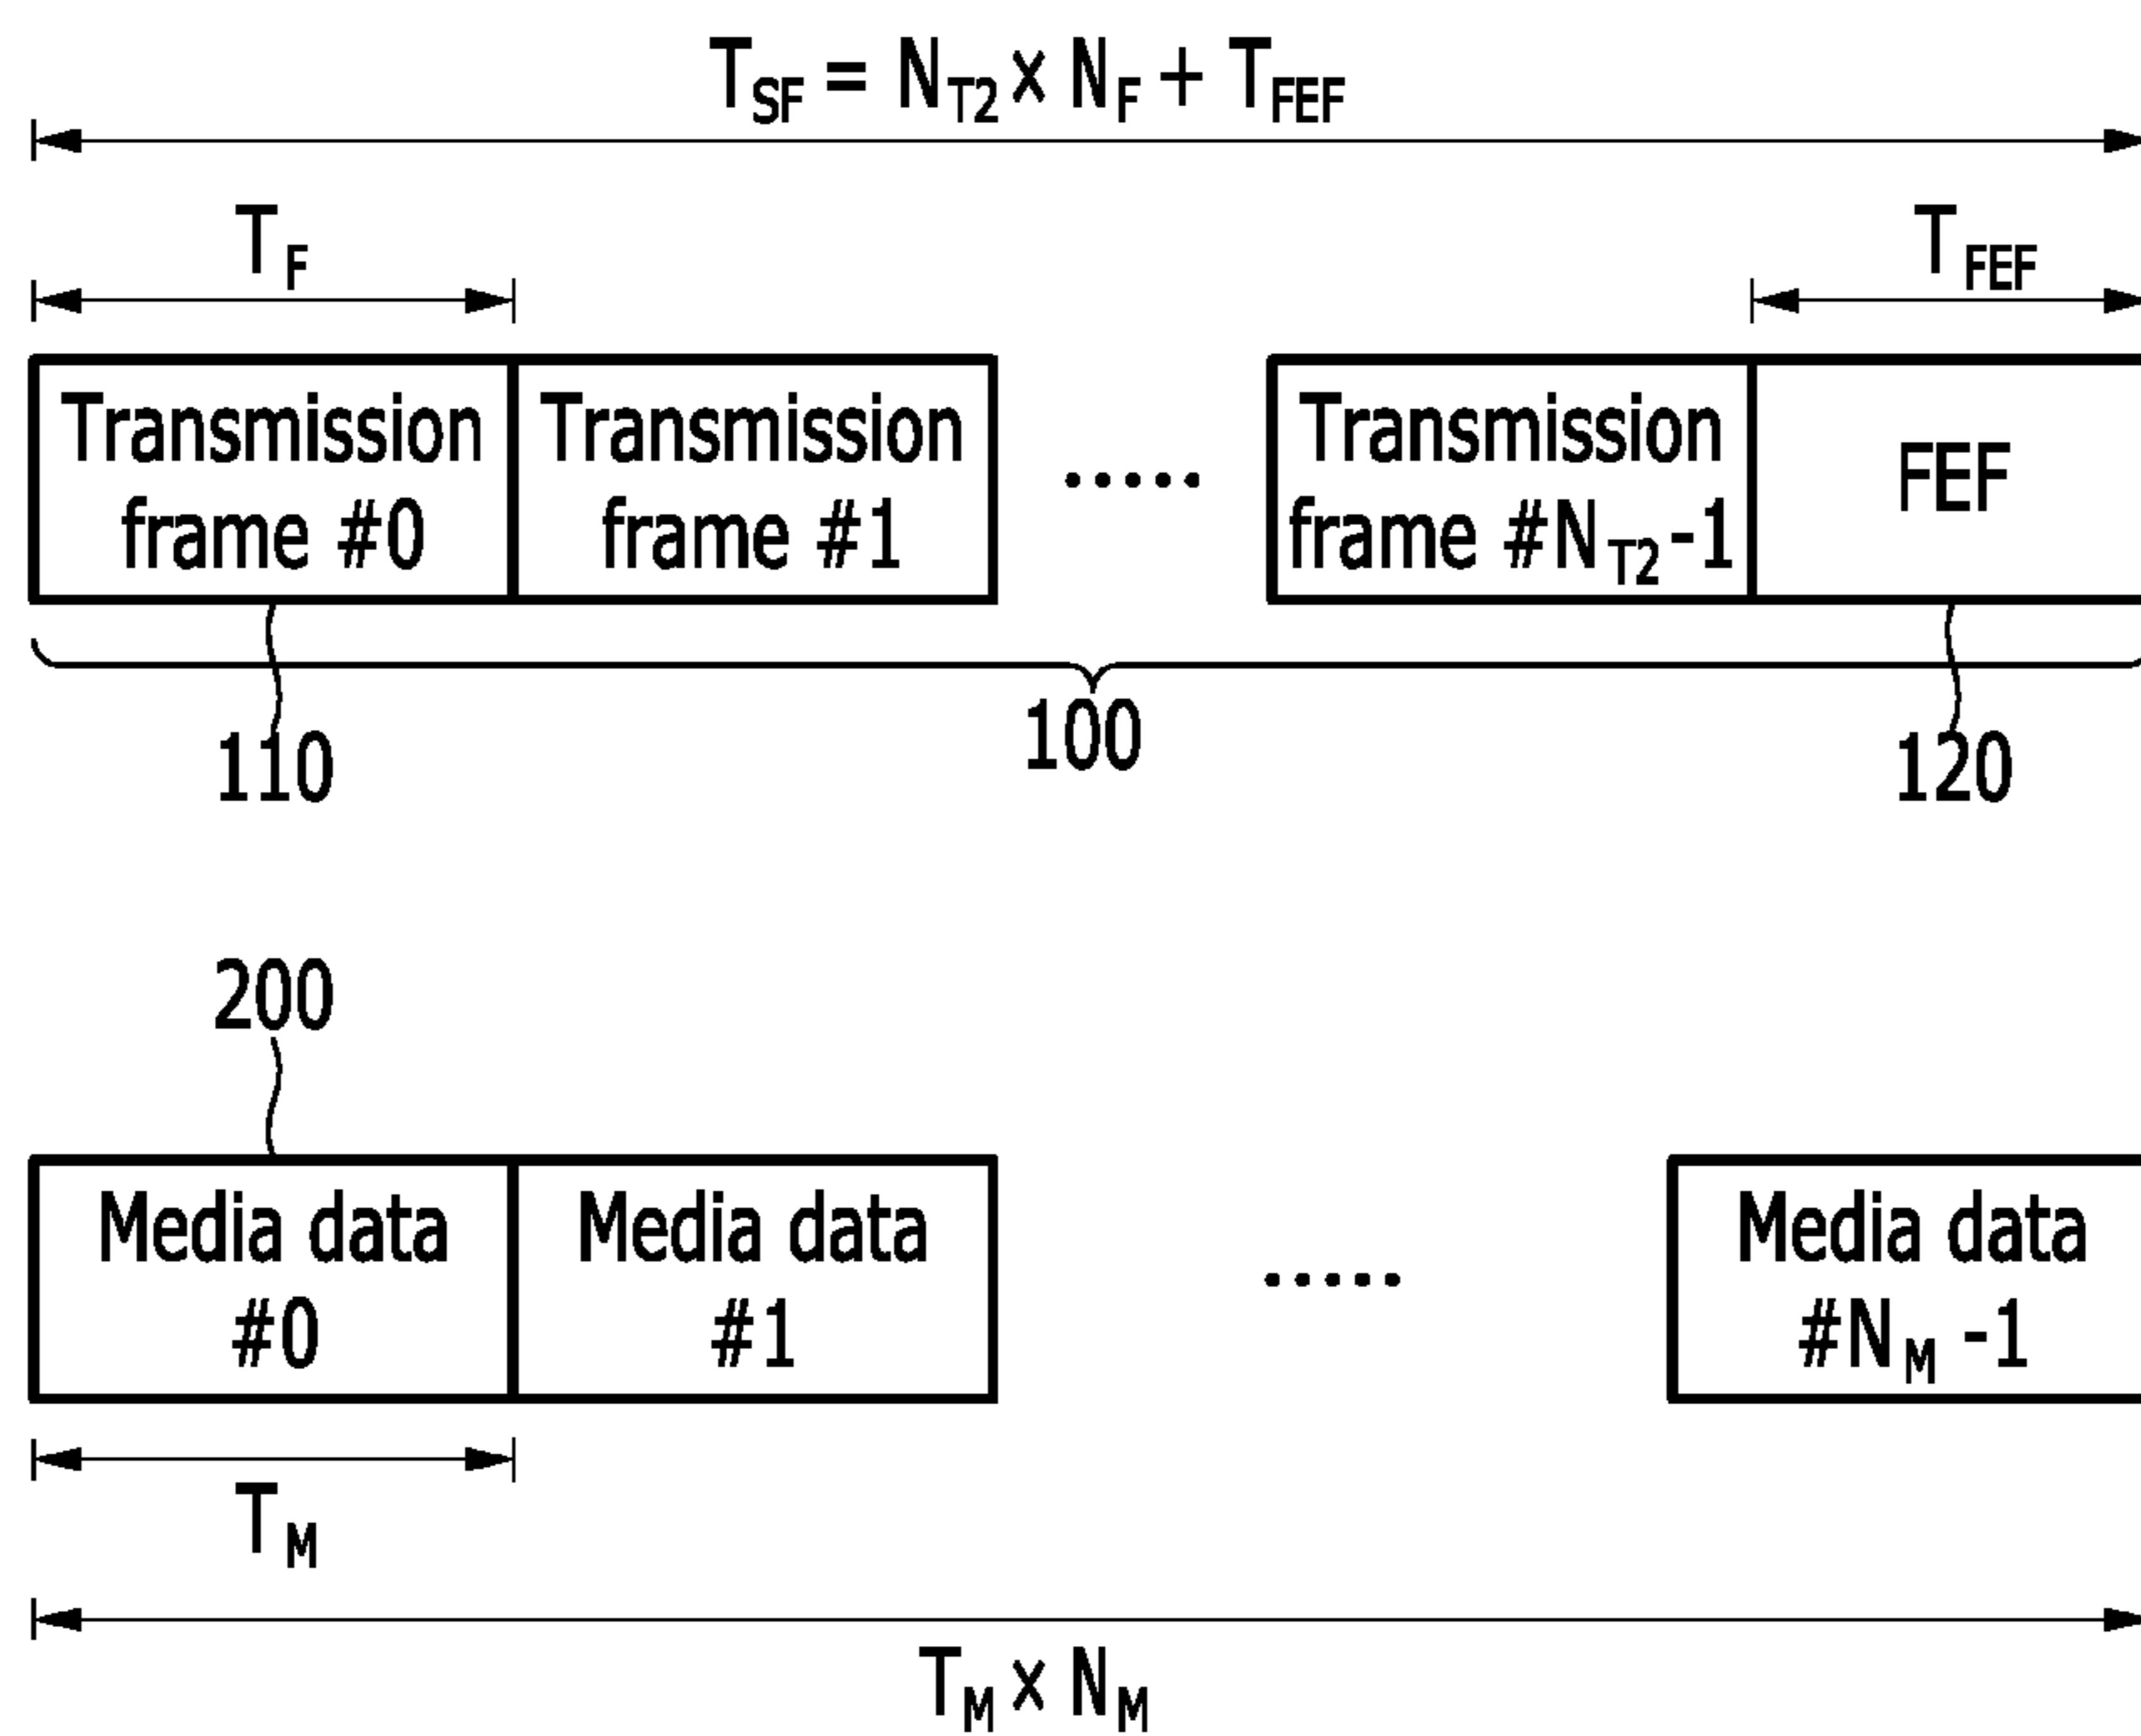 T_SF = N_T2 × N_F + T_FEF
T_F
T_FEF
Transmission
frame #0
Transmission
frame #1
......
Transmission
frame #N_T2-1
FEF
110
100
120
200
Media data
#0
Media data
#1
.....
Media data
#N_M -1
T_M
T_M × N_M